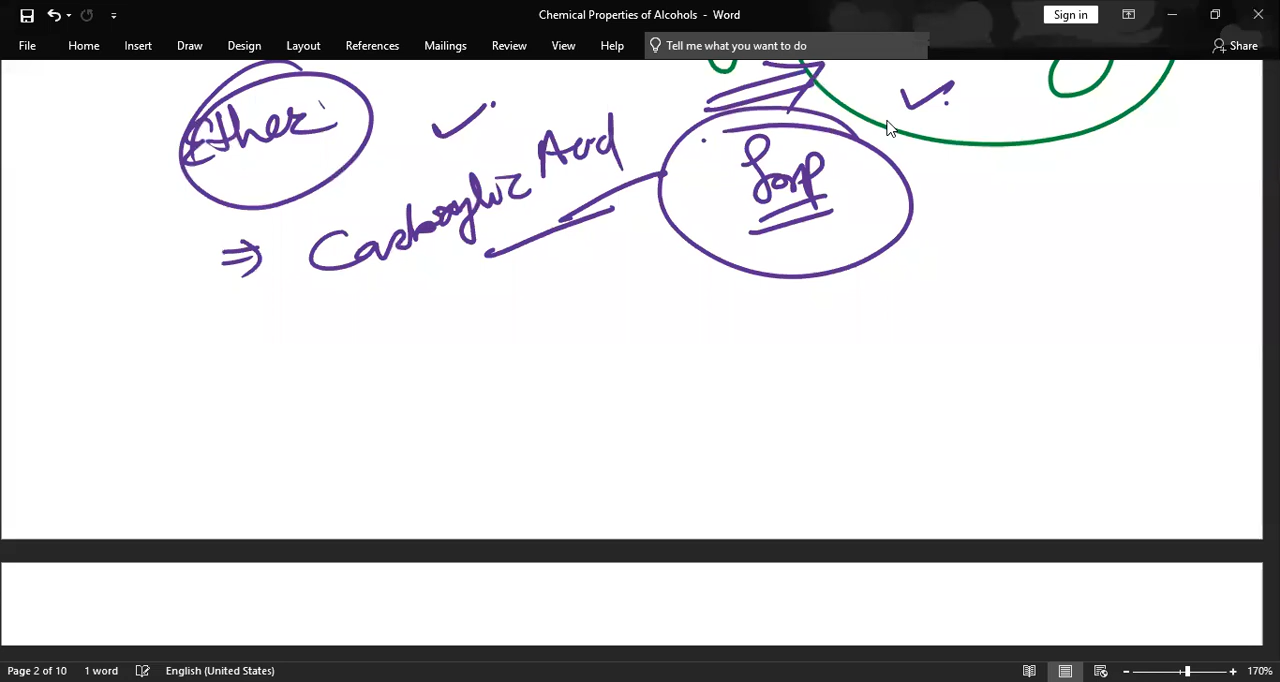 Chemical Properties of Alcohols - Word
Sign in
File Home Insert Draw Design Layout References Mailings Review View Help Tell me what you want to do Share
Ether
⇒ Carboxylic Acid
Page 2 of 10 1 word English (United States) 170%